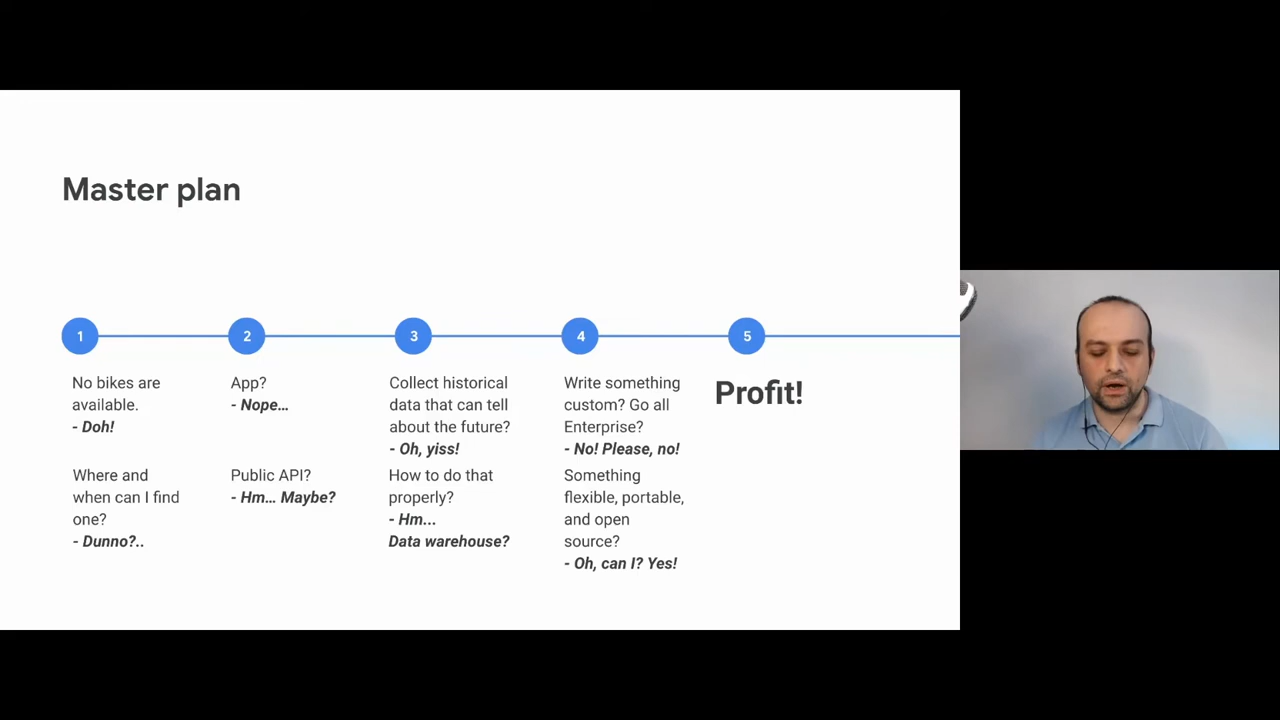 Master plan
1
2
3
4
5
No bikes are
available.
- Doh!
Where and
when can I find
one?
- Dunno?..
App?
- Nope…
Public API?
- Hm… Maybe?
Collect historical
data that can tell
about the future?
- Oh, yiss!
How to do that
properly?
- Hm...
Data warehouse?
Write something
custom? Go all
Enterprise?
- No! Please, no!
Something
flexible, portable,
and open
source?
- Oh, can I? Yes!
Profit!